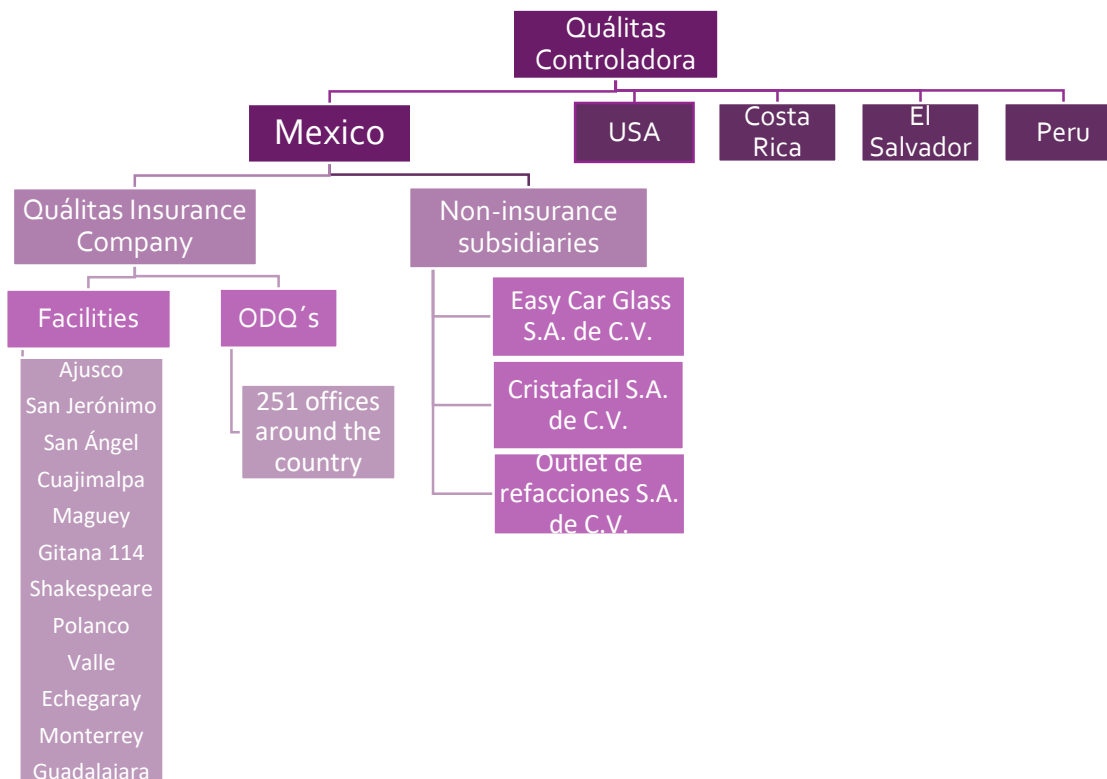 Quálitas
Controladora
Mexico
USA
Costa
Rica
El
Salvador
Peru
Quálitas Insurance
Company
Non-insurance
subsidiaries
Facilities
ODQ´s
Easy Car Glass
S.A. de C.V.
Ajusco
San Jerónimo
San Ángel
Cuajimalpa
Maguey
Gitana 114
Shakespeare
Polanco
Valle
Echegaray
Monterrey
Guadalajara
251 offices
around the
country
Cristafacil S.A.
de C.V.
Outlet de
refacciones S.A.
de C.V.